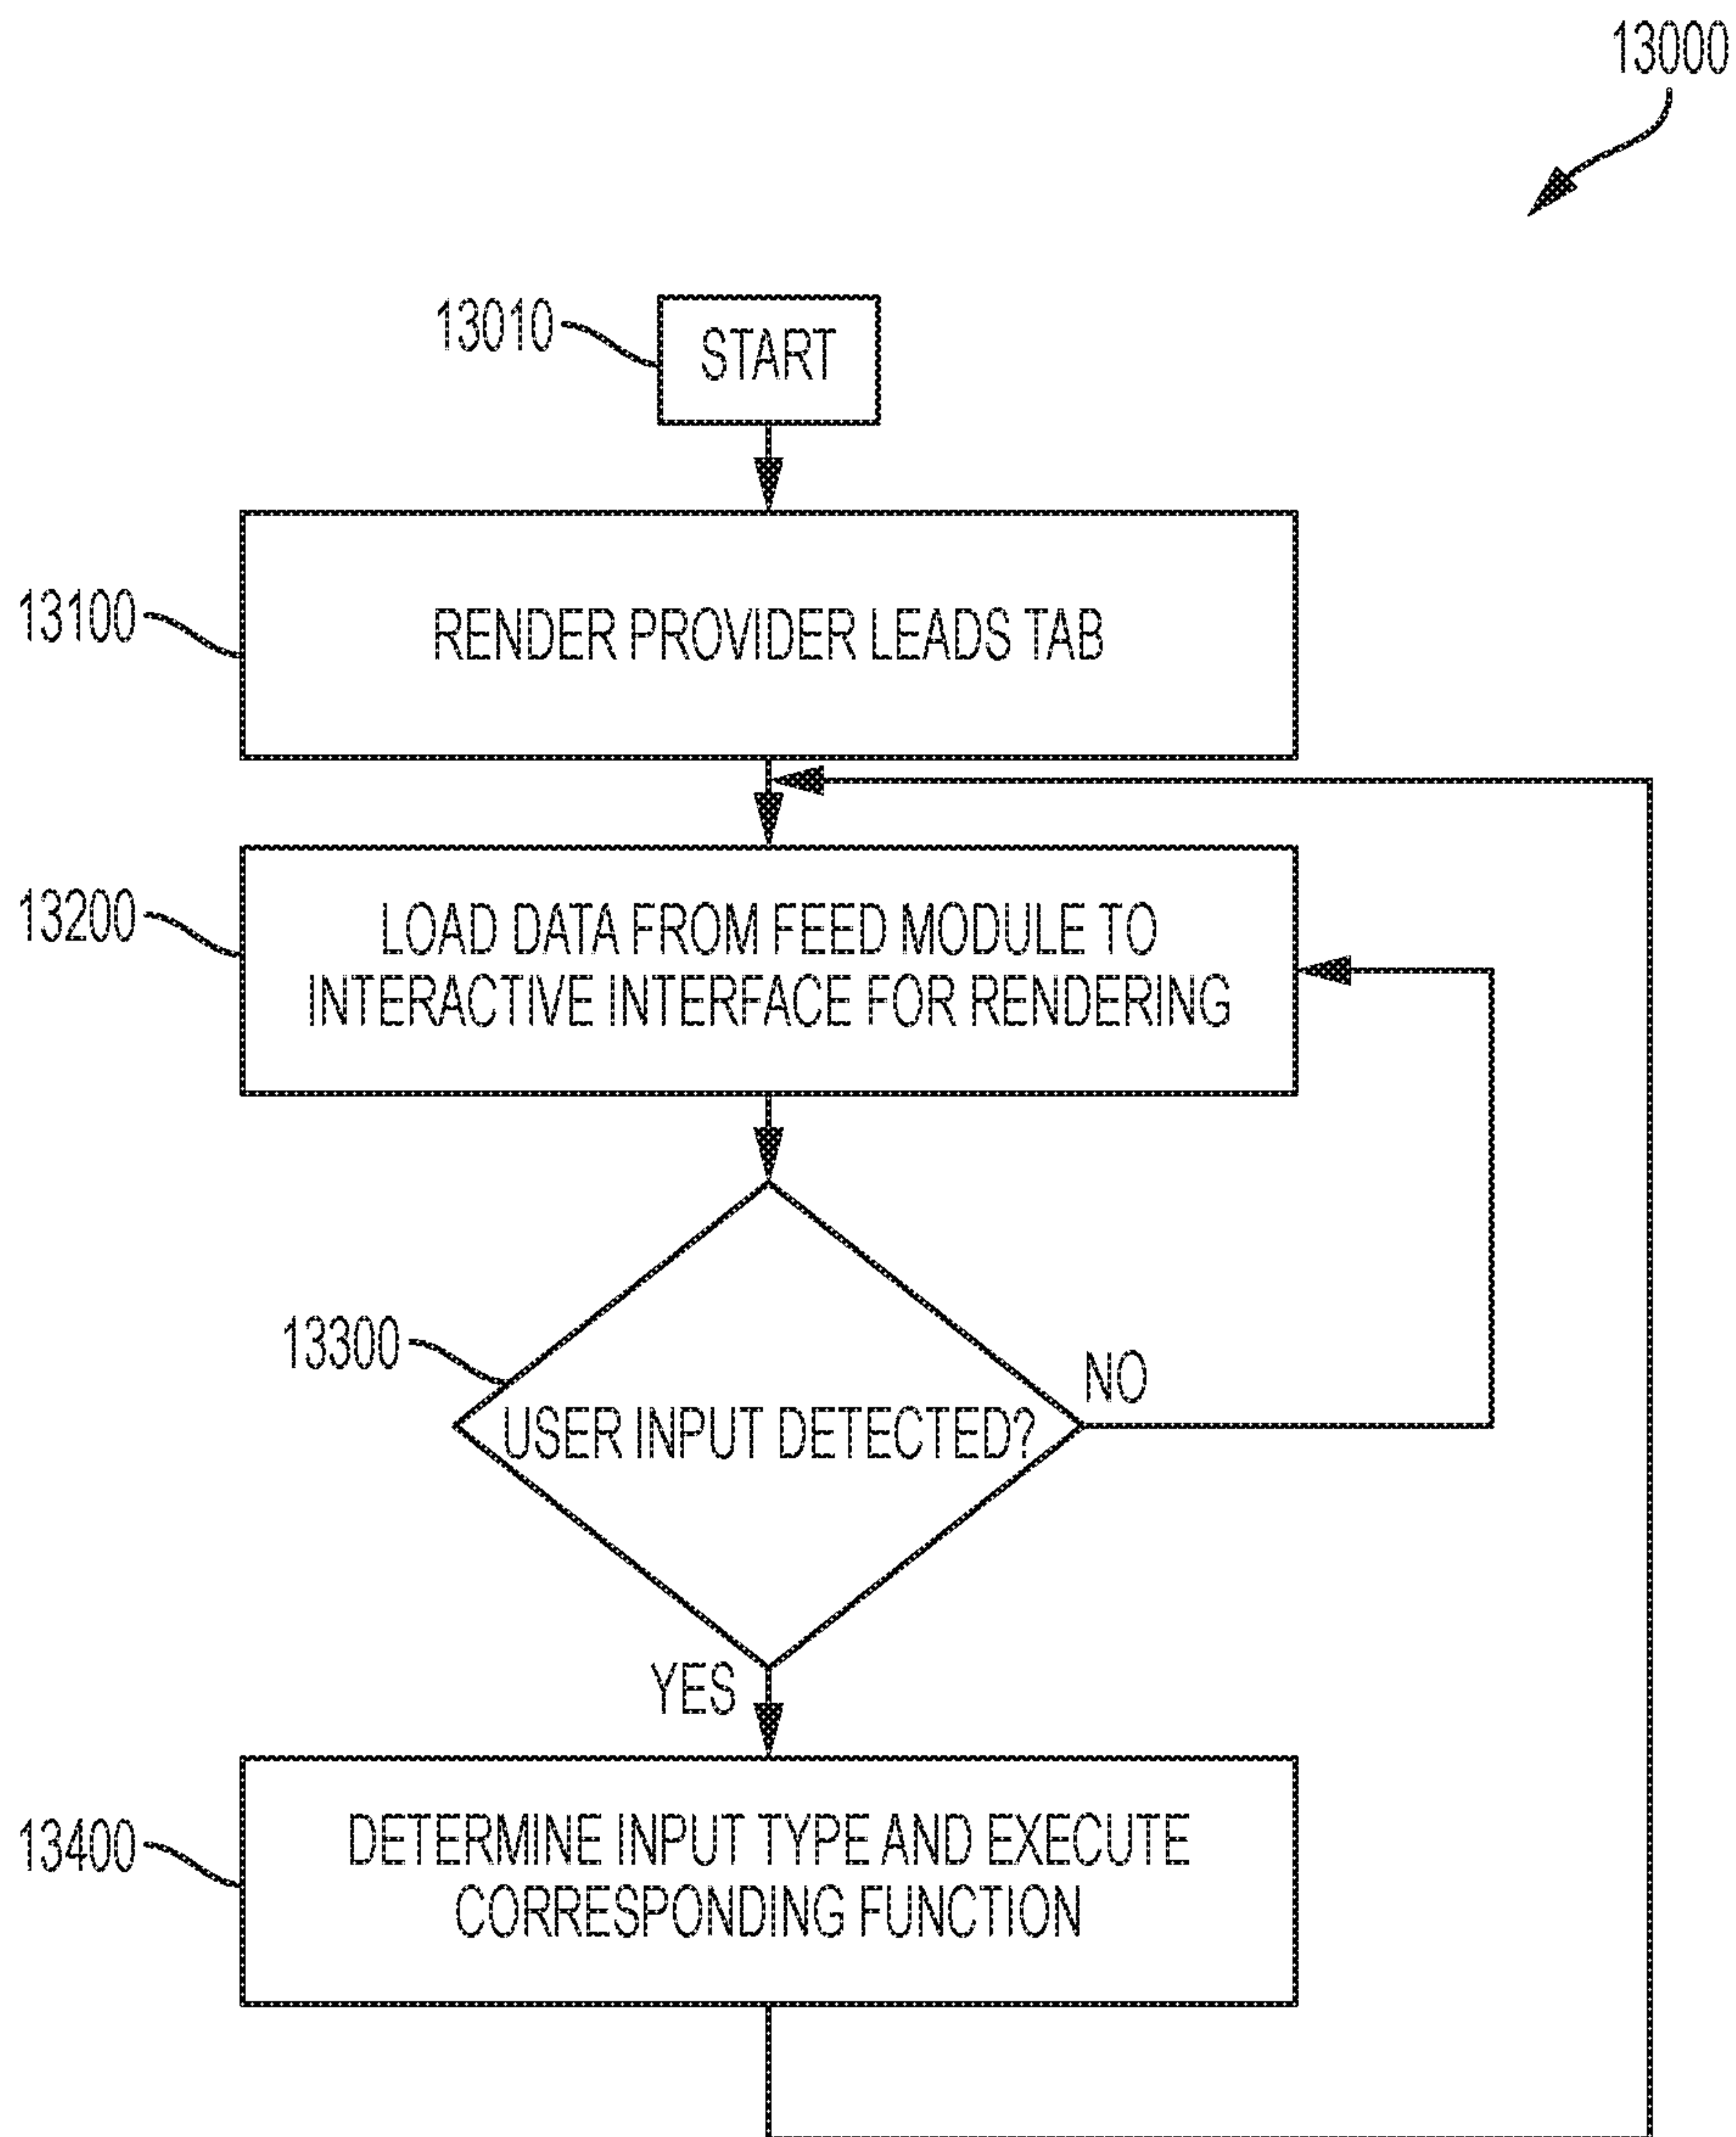 13000
13010
START
13100
RENDER PROVIDER LEADS TAB
13200
LOAD DATA FROM FEED MODULE TO
INTERACTIVE INTERFACE FOR RENDERING
13300
USER INPUT DETECTED?
NO
YES
13400
DETERMINE INPUT TYPE AND EXECUTE
CORRESPONDING FUNCTION